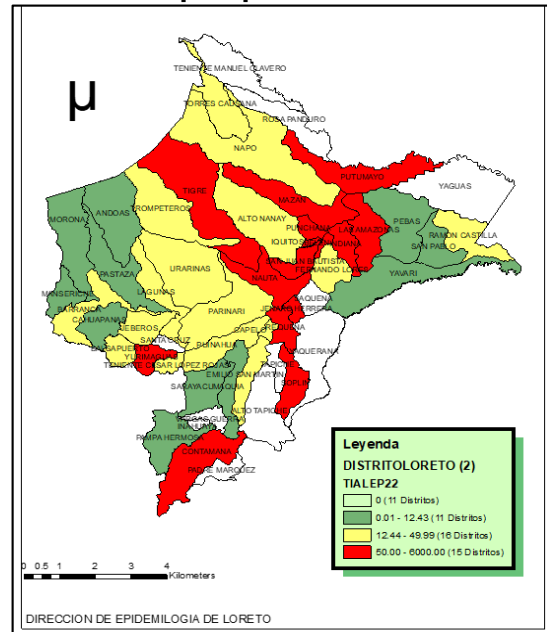 TENIENTE MANUEL CLAVERO
TORRES CAUSANA
ROSA PANDURO
NAPO
µ
PUTUMAYO
YAGUAS
TIGRE
MAZAN
TROMPETEROS
ALTO NANAY
PUNCHANA
LAS AMAZONAS
PEBAS
MORONA
ANDOAS
IQUITOS
INDIANA
RAMON CASTILLA
SAN PABLO
SAN JUAN BAUTISTA
FERNANDO LORES
YAVARI
PASTAZA
URARINAS
NAUTA
LAGUNAS
SAQUENA
MANSERICHE
BARRANCA
CAHUAPANAS
PARINARI
JENARO HERRERA
JEBEROS
CAPELO
REQUENA
SANTA CRUZ
PUINAHUA
YAQUERANA
BALSAPUERTO
YURIMAGUAS
TENIENTE CESAR LOPEZ ROJAS
TAPICHE
EMILIO SAN MARTIN
SOPLIN
SARAYACU
MAQUIA
ALTO TAPICHE
VARGAS GUERRA
INAHUAYA
PAMPA HERMOSA
CONTAMANA
PADRE MARQUEZ
Leyenda
DISTRITOLORETO (2)
TIALEP22
0 (11 Distritos)
0.01 - 12.43 (11 Distritos)
12.44 - 49.99 (16 Distritos)
50.00 - 6000.00 (15 Distritos)
0 0.5 1 2 3 4
Kilometers
DIRECCION DE EPIDEMILOGIA DE LORETO